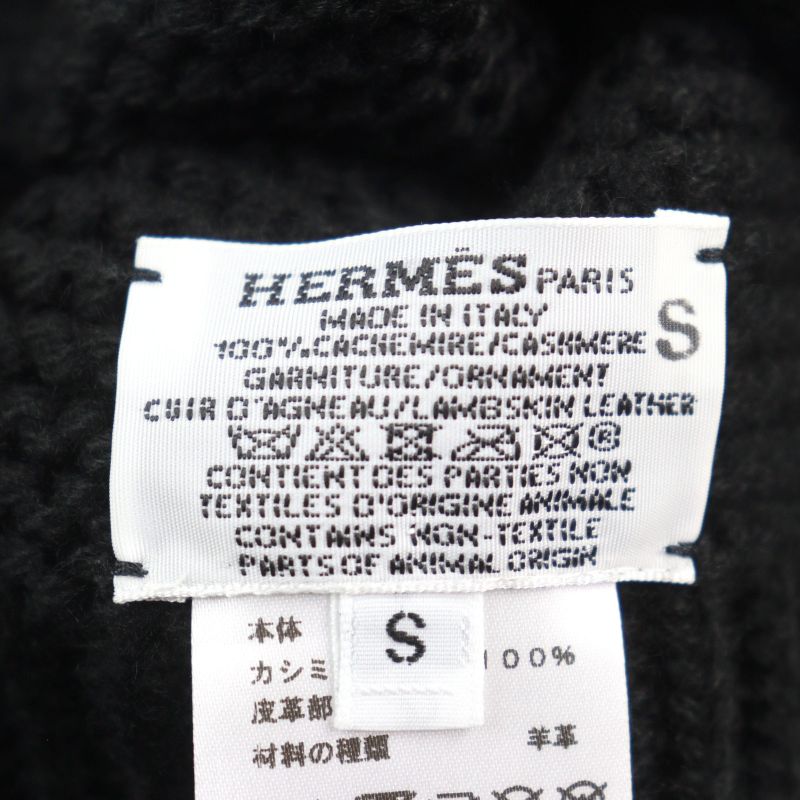 HERMÈS PARIS
MADE IN ITALY
100% CACHEMIRE/CASHMERE S
GARNITURE/ORNAMENT
CUIR D'AGNEAU/LAMBSKIN LEATHER
®
CONTIENT DES PARTIES NON
TEXTILES D'ORIGINE ANIMALE
CONTAINS NON-TEXTILE
PARTS OF ANIMAL ORIGIN
S
本体
カシミ 100%
皮革部
材料の種類 羊革